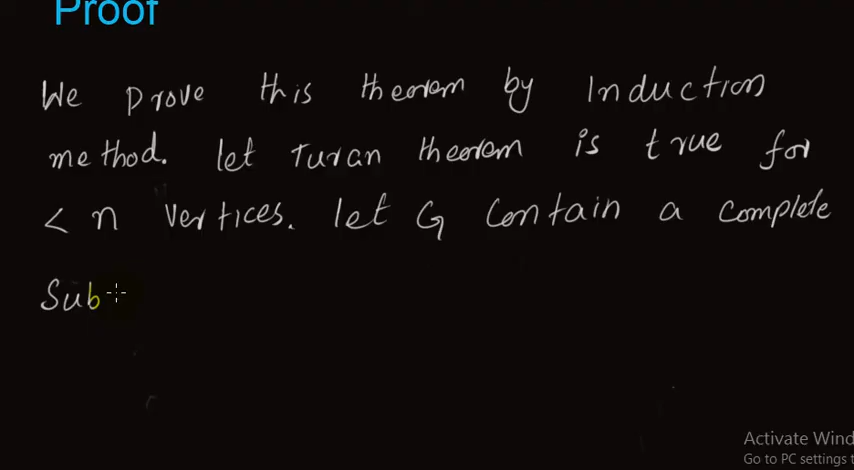 Proof
We prove this theorem by Induction
method. let Turan theorem is true for
< n vertices. let G contain a complete
Sub
Activate Wind
Go to PC settings t